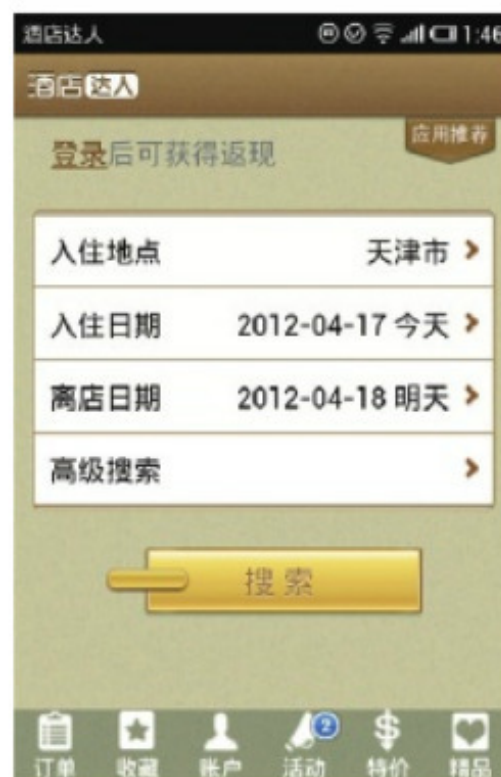 酒店达人 1:46
酒店达人
应用推荐
登录后可获得返现
入住地点 天津市
入住日期 2012-04-17 今天
离店日期 2012-04-18 明天
高级搜索
搜索
2
订单 收藏 账户 活动 特价 精品